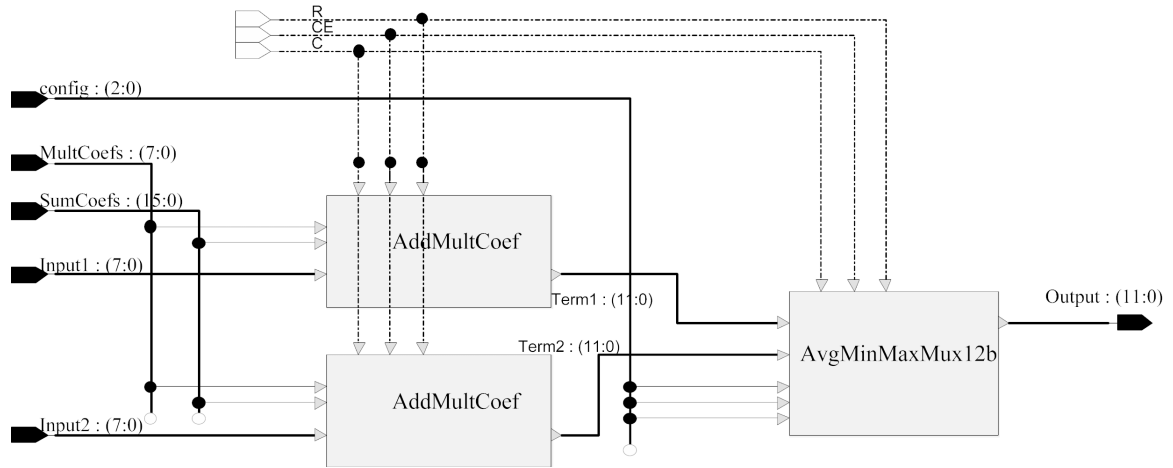 R
CE
C
config : (2:0)
MultCoefs : (7:0)
SumCoefs : (15:0)
AddMultCoef
Input1 : (7:0)
Term1 : (11:0)
Output : (11:0)
Term2 : (11:0)
AvgMinMaxMux12b
AddMultCoef
Input2 : (7:0)